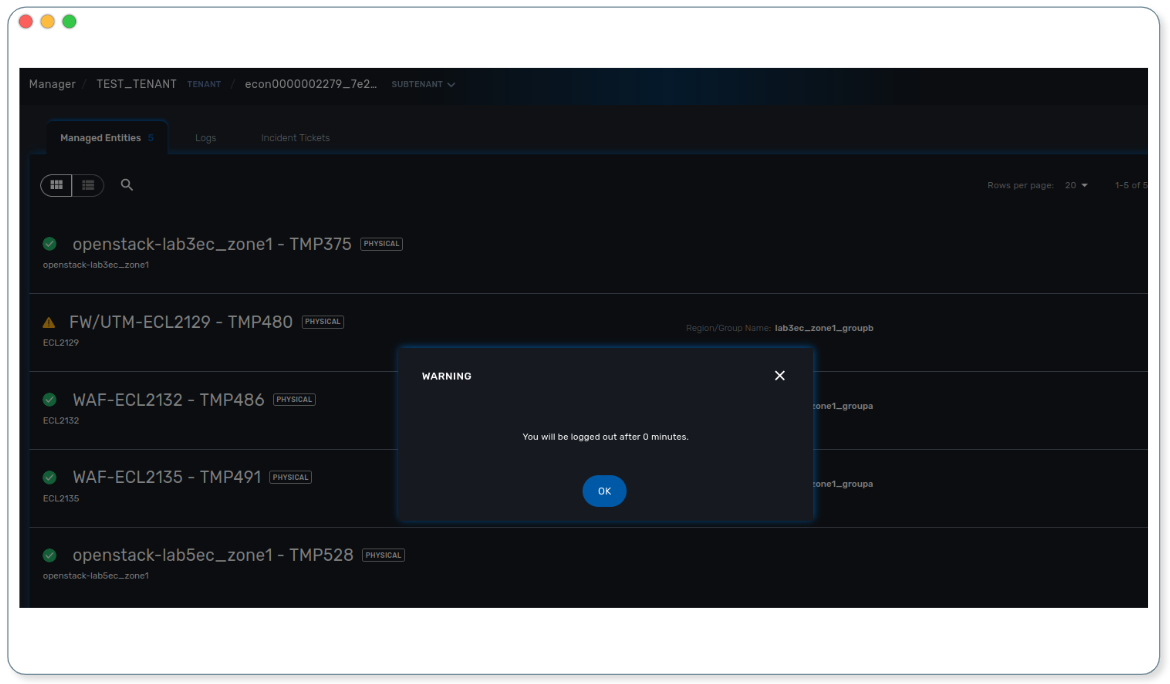 Manager / TEST_TENANT TENANT / econ0000002279_7e2... SUBTENANT
Managed Entities 5 Logs Incident Tickets
Rows per page: 20 1-5 of 5
openstack-lab3ec_zone1 - TMP375 PHYSICAL
openstack-lab3ec_zone1
FW/UTM-ECL2129 - TMP480 PHYSICAL
Region/Group Name: lab3ec_zone1_groupb
ECL2129
WARNING
WAF-ECL2132 - TMP486 PHYSICAL
zone1_groupa
ECL2132
You will be logged out after 0 minutes.
WAF-ECL2135 - TMP491 PHYSICAL
zone1_groupa
OK
ECL2135
openstack-lab5ec_zone1 - TMP528 PHYSICAL
openstack-lab5ec_zone1